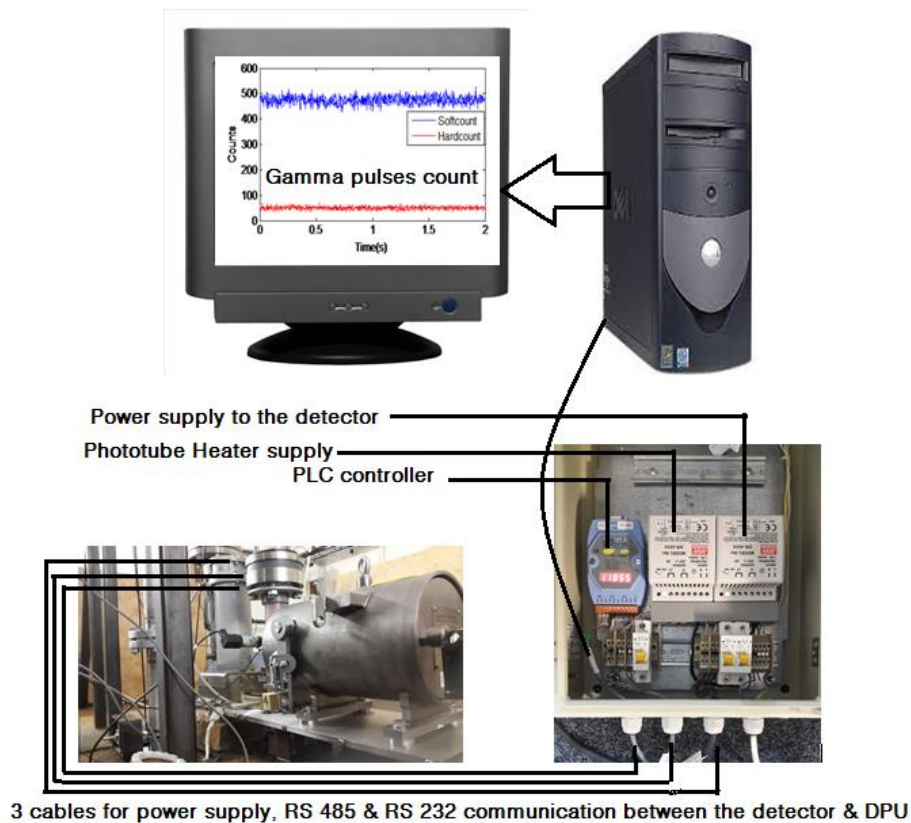 600
500
400
300
200
100
0
Counts
Softcount
Hardcount
Gamma pulses count
0 0.5 1 1.5 2
Time(s)
Power supply to the detector
Phototube Heater supply
PLC controller
3 cables for power supply, RS 485 & RS 232 communication between the detector & DPU